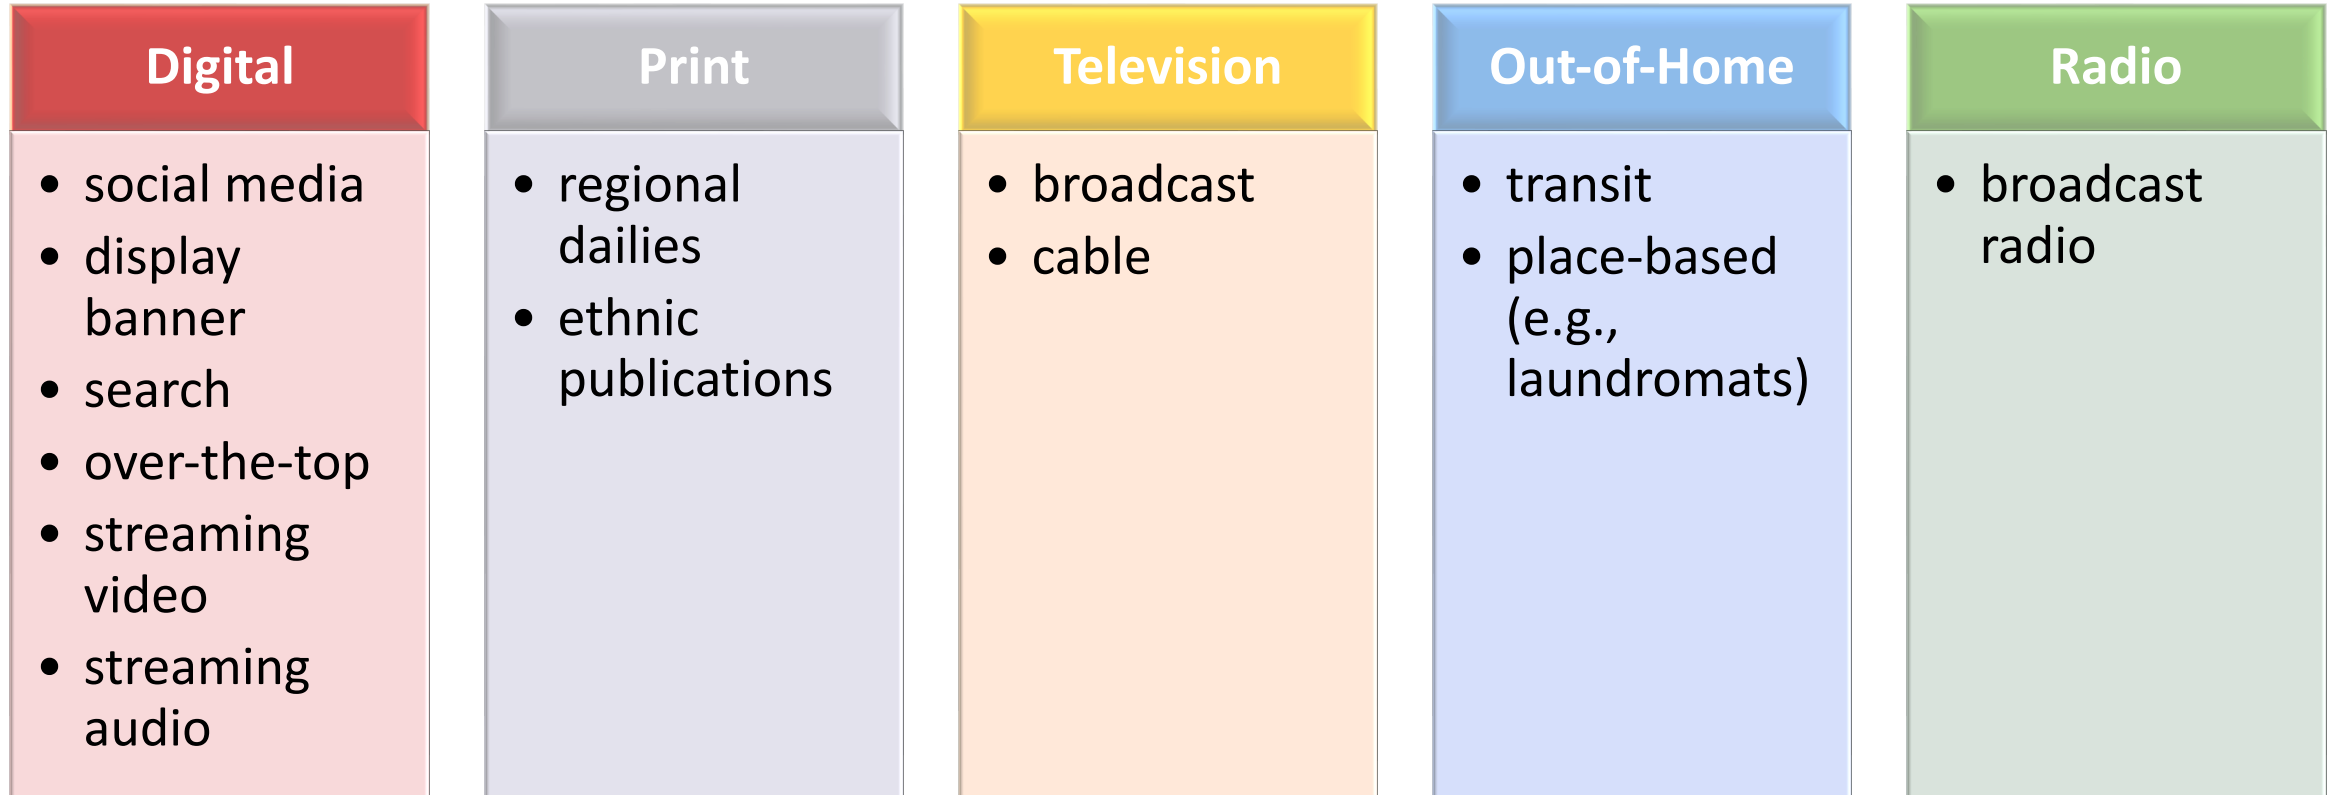 Digital
• social media
• display
banner
• search
• over-the-top
• streaming
video
• streaming
audio
Print
• regional
dailies
• ethnic
publications
Television
• broadcast
• cable
Out-of-Home
• transit
• place-based
(e.g.,
laundromats)
Radio
• broadcast
radio